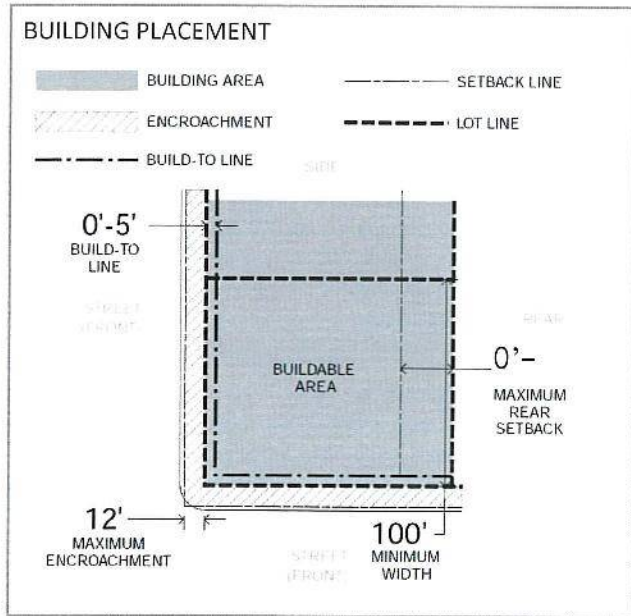 BUILDING PLACEMENT
BUILDING AREA
SETBACK LINE
ENCROACHMENT
LOT LINE
BUILD-TO LINE
SIDE
0'-5'
BUILD-TO
LINE
STREET
(FRONT)
REAR
BUILDABLE
AREA
0'-
MAXIMUM
REAR
SETBACK
12'
MAXIMUM
ENCROACHMENT
STREET
(FRONT)
100'
MINIMUM
WIDTH